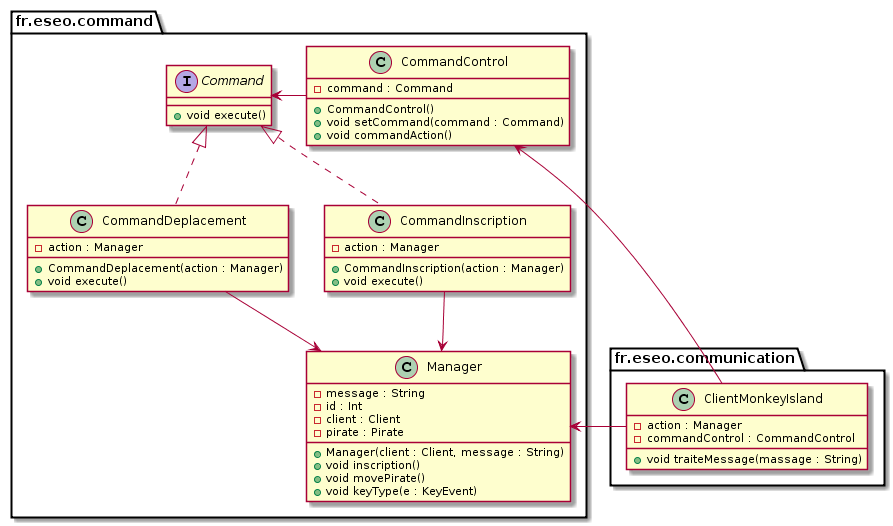 fr.eseo.command
C CommandControl
command : Command
CommandControl()
void setCommand(command : Command)
void commandAction()
I Command
void execute()
C CommandDeplacement
action : Manager
CommandDeplacement(action : Manager)
void execute()
C CommandInscription
action : Manager
CommandInscription(action : Manager)
void execute()
C Manager
message : String
id : Int
client : Client
pirate : Pirate
Manager(client : Client, message : String)
void inscription()
void movePirate()
void keyType(e : KeyEvent)
fr.eseo.communication
C ClientMonkeyIsland
action : Manager
commandControl : CommandControl
void traiteMessage(massage : String)